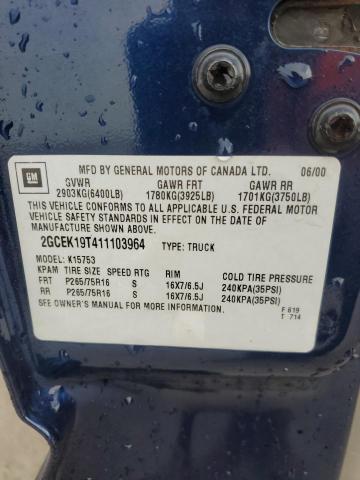 GM
MFD BY GENERAL MOTORS OF CANADA LTD. 06/00
GVWR GAWR FRT GAWR RR
2903KG(6400LB) 1780KG(3925LB) 1701KG(3750LB)
THIS VEHICLE CONFORMS TO ALL APPLICABLE U.S. FEDERAL MOTOR
VEHICLE SAFETY STANDARDS IN EFFECT ON THE DATE OF
MANUFACTURE SHOWN ABOVE.
2GCEK19T411103964 TYPE: TRUCK
MODEL: K15753
KPAM TIRE SIZE SPEED RTG RIM COLD TIRE PRESSURE
FRT P265/75R16 S 16X7/6.5J 240KPA(35PSI)
RR P265/75R16 S 16X7/6.5J 240KPA(35PSI)
SEE OWNER'S MANUAL FOR MORE INFORMATION.
F 619
T 714